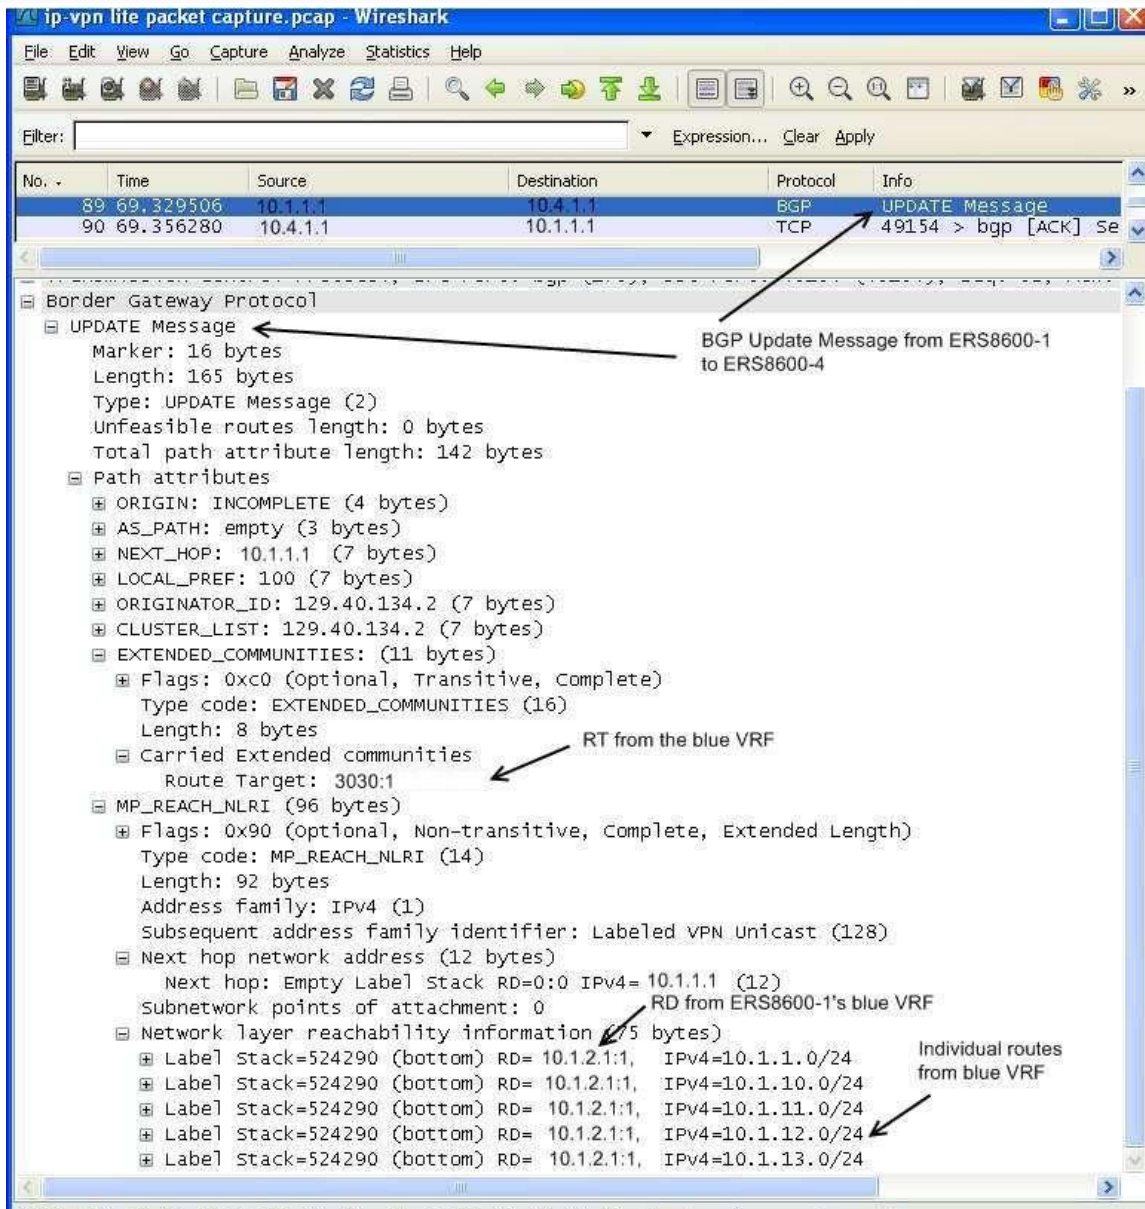 ip-vpn lite packet capture.pcap - Wireshark
File Edit View Go Capture Analyze Statistics Help
Filter: Expression... Clear Apply
No. Time Source Destination Protocol Info
89 69.329506 10.1.1.1 10.4.1.1 BGP UPDATE Message
90 69.356280 10.4.1.1 10.1.1.1 TCP 49154 > bgp [ACK] Se
Border Gateway Protocol
UPDATE Message
BGP Update Message from ERS8600-1
to ERS8600-4
Marker: 16 bytes
Length: 165 bytes
Type: UPDATE Message (2)
Unfeasible routes length: 0 bytes
Total path attribute length: 142 bytes
Path attributes
ORIGIN: INCOMPLETE (4 bytes)
AS_PATH: empty (3 bytes)
NEXT_HOP: 10.1.1.1 (7 bytes)
LOCAL_PREF: 100 (7 bytes)
ORIGINATOR_ID: 129.40.134.2 (7 bytes)
CLUSTER_LIST: 129.40.134.2 (7 bytes)
EXTENDED_COMMUNITIES: (11 bytes)
Flags: 0xc0 (Optional, Transitive, Complete)
Type code: EXTENDED_COMMUNITIES (16)
Length: 8 bytes
RT from the blue VRF
Carried Extended communities
Route Target: 3030:1
MP_REACH_NLRI (96 bytes)
Flags: 0x90 (Optional, Non-transitive, Complete, Extended Length)
Type code: MP_REACH_NLRI (14)
Length: 92 bytes
Address family: IPv4 (1)
Subsequent address family identifier: Labeled VPN Unicast (128)
Next hop network address (12 bytes)
Next hop: Empty Label Stack RD=0:0 IPv4= 10.1.1.1 (12)
Subnetwork points of attachment: 0
RD from ERS8600-1's blue VRF
Network layer reachability information (75 bytes)
Individual routes
from blue VRF
Label Stack=524290 (bottom) RD= 10.1.2.1:1, IPv4=10.1.1.0/24
Label Stack=524290 (bottom) RD= 10.1.2.1:1, IPv4=10.1.10.0/24
Label Stack=524290 (bottom) RD= 10.1.2.1:1, IPv4=10.1.11.0/24
Label Stack=524290 (bottom) RD= 10.1.2.1:1, IPv4=10.1.12.0/24
Label Stack=524290 (bottom) RD= 10.1.2.1:1, IPv4=10.1.13.0/24